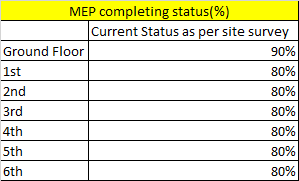 MEP completing status(%)
Current Status as per site survey
Ground Floor 90%
1st 80%
2nd 80%
3rd 80%
4th 80%
5th 80%
6th 80%